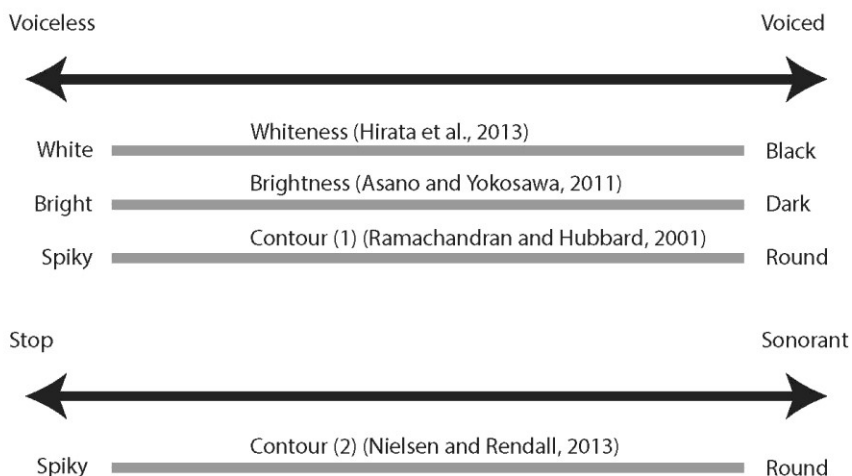 Voiceless Voiced
Whiteness (Hirata et al., 2013)
White Black
Brightness (Asano and Yokosawa, 2011)
Bright Dark
Contour (1) (Ramachandran and Hubbard, 2001)
Spiky Round
Stop Sonorant
Contour (2) (Nielsen and Rendall, 2013)
Spiky Round